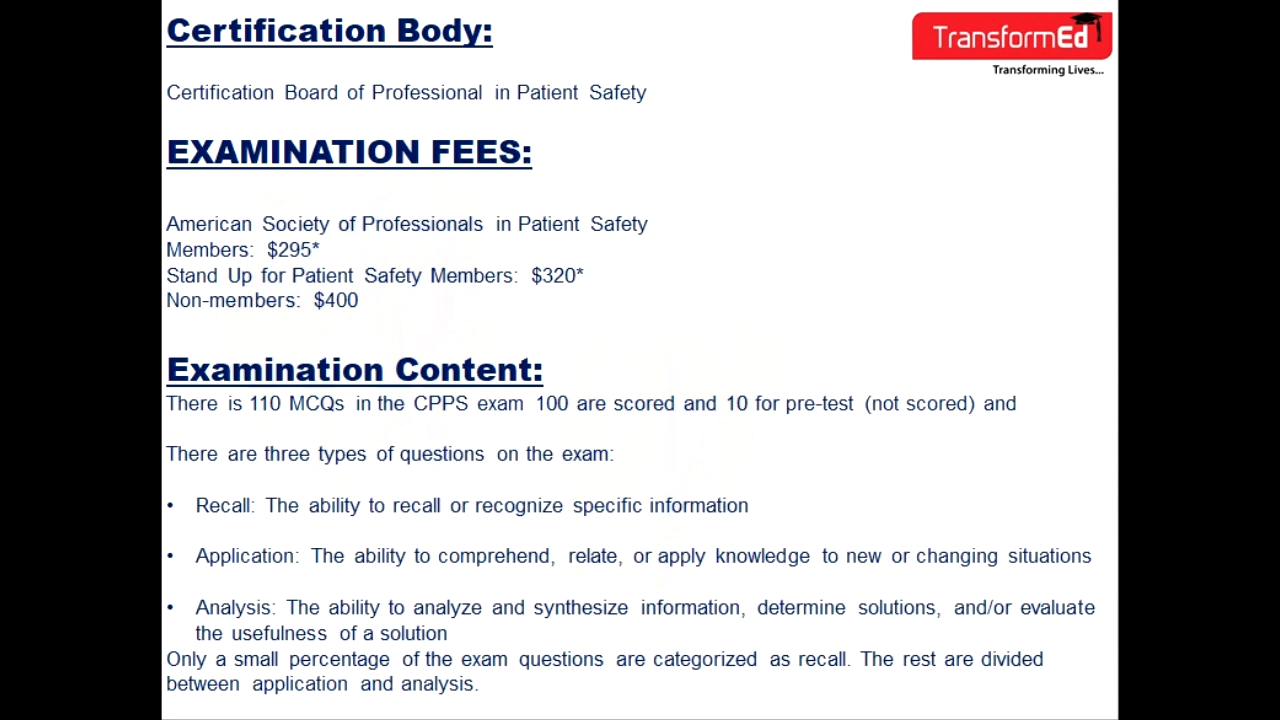 Certification Body:
TransformEd
Transforming Lives...
Certification Board of Professional in Patient Safety
EXAMINATION FEES:
American Society of Professionals in Patient Safety
Members: $295*
Stand Up for Patient Safety Members: $320*
Non-members: $400
Examination Content:
There is 110 MCQs in the CPPS exam 100 are scored and 10 for pre-test (not scored) and
There are three types of questions on the exam:
• Recall: The ability to recall or recognize specific information
• Application: The ability to comprehend, relate, or apply knowledge to new or changing situations
• Analysis: The ability to analyze and synthesize information, determine solutions, and/or evaluate
the usefulness of a solution
Only a small percentage of the exam questions are categorized as recall. The rest are divided
between application and analysis.